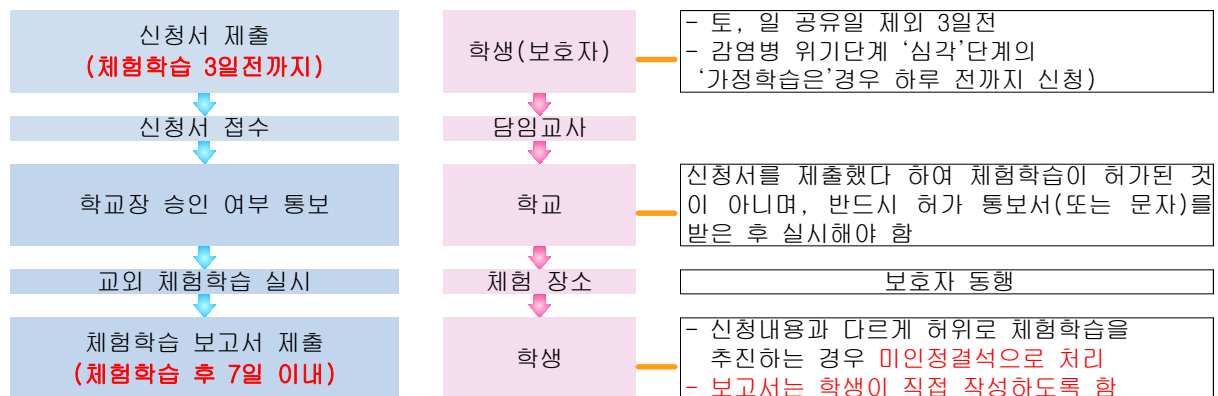 신청서 제출
(체험학습 3일전까지)
학생(보호자)
- 토, 일 공유일 제외 3일전
- 감염병 위기단계 ‘심각’단계의
‘가정학습은’경우 하루 전까지 신청)
신청서 접수
담임교사
학교장 승인 여부 통보
학교
신청서를 제출했다 하여 체험학습이 허가된 것
이 아니며, 반드시 허가 통보서(또는 문자)를
받은 후 실시해야 함
교외 체험학습 실시
체험 장소
보호자 동행
체험학습 보고서 제출
(체험학습 후 7일 이내)
학생
- 신청내용과 다르게 허위로 체험학습을
추진하는 경우 미인정결석으로 처리
- 보고서는 학생이 직접 작성하도록 함